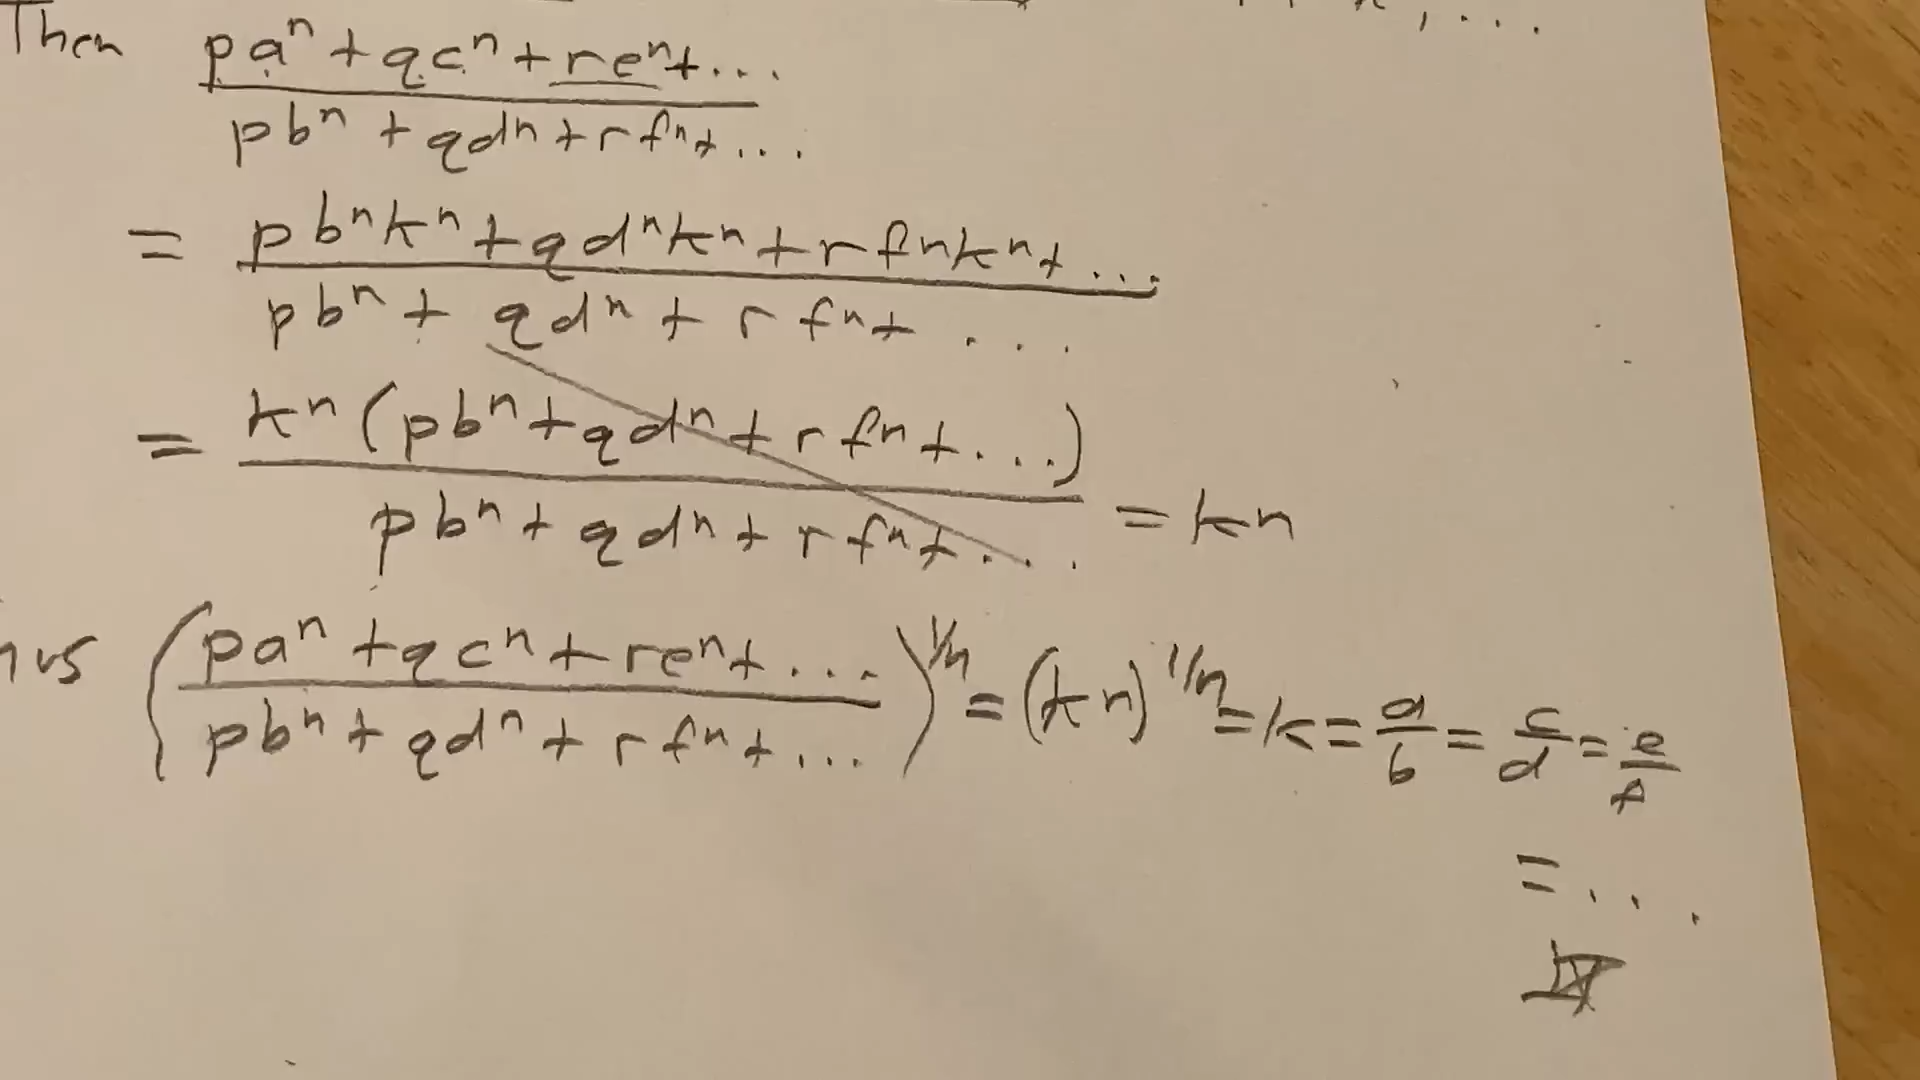 Then (pa^n + qc^n + re^n + ...)/(pb^n + qd^n + rf^n + ...)
= (pb^n k^n + qd^n k^n + rf^n k^n + ...)/(pb^n + qd^n + rf^n + ...)
= k^n (pb^n + qd^n + rf^n + ...)/(pb^n + qd^n + rf^n + ...) = k^n
((pa^n + qc^n + re^n + ...)/(pb^n + qd^n + rf^n + ...))^{1/n} = (k^n)^{1/n} = k = a/b = c/d = e/f
= ...